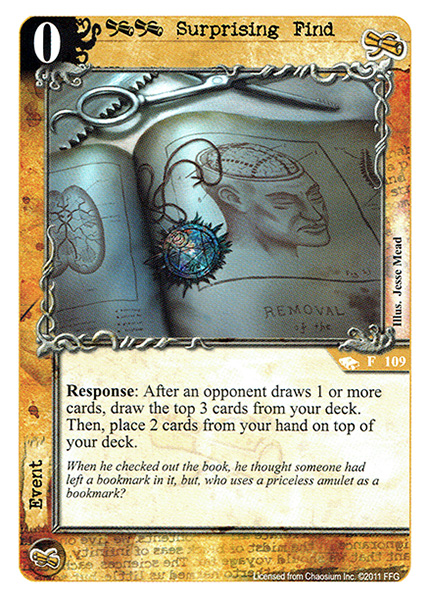 0
Surprising Find
REMOVAL
of the
Fig. 61
Illus. Jesse Mead
F 109
Response: After an opponent draws 1 or more
cards, draw the top 3 cards from your deck.
Then, place 2 cards from your hand on top of
your deck.
When he checked out the book, he thought someone had
left a bookmark in it, but, who uses a priceless amulet as a
bookmark?
Event
Licensed from Chaosium Inc. ©2011 FFG